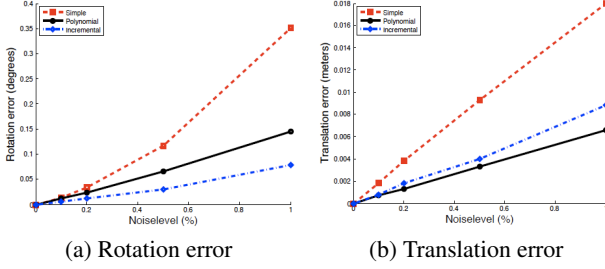 0.4
0.35
0.3
0.25
0.2
0.15
0.1
0.05
0
Rotation error (degrees)
Simple
Polynomial
Incremental
0 0.2 0.4 0.6 0.8 1
Noiselevel (%)
(a) Rotation error
0.018
0.016
0.014
0.012
0.01
0.008
0.006
0.004
0.002
0.000
Translation error (meters)
Simple
Polynomial
Incremental
0 0.2 0.4 0.6 0.8
Noiselevel (%)
(b) Translation error